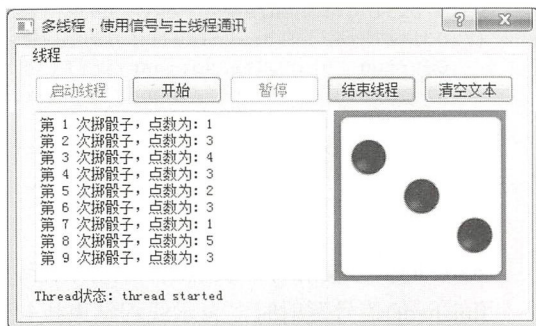 多线程，使用信号与主线程通讯
线程
启动线程 开始 暂停 结束线程 清空文本
第 1 次掷骰子，点数为：1
第 2 次掷骰子，点数为：3
第 3 次掷骰子，点数为：4
第 4 次掷骰子，点数为：3
第 5 次掷骰子，点数为：2
第 6 次掷骰子，点数为：3
第 7 次掷骰子，点数为：1
第 8 次掷骰子，点数为：5
第 9 次掷骰子，点数为：3
Thread状态：thread started